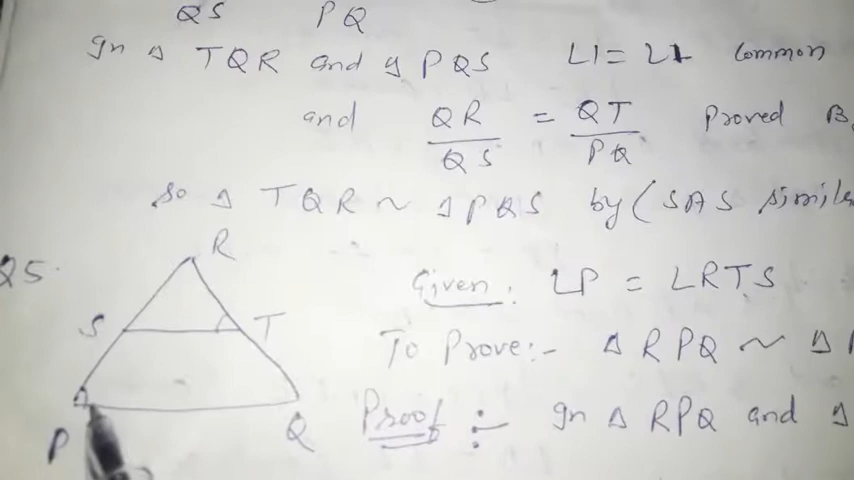 QS PQ
In Δ TQR and Δ PQS ∠1 = ∠1 common
and QR/QS = QT/PQ Proved
So Δ TQR ~ Δ PQS by (SAS
Q5.
R
S T
P Q
Given: ∠P = ∠RTS
To Prove:- Δ RPQ ~ Δ
Proof :- In Δ RPQ and Δ